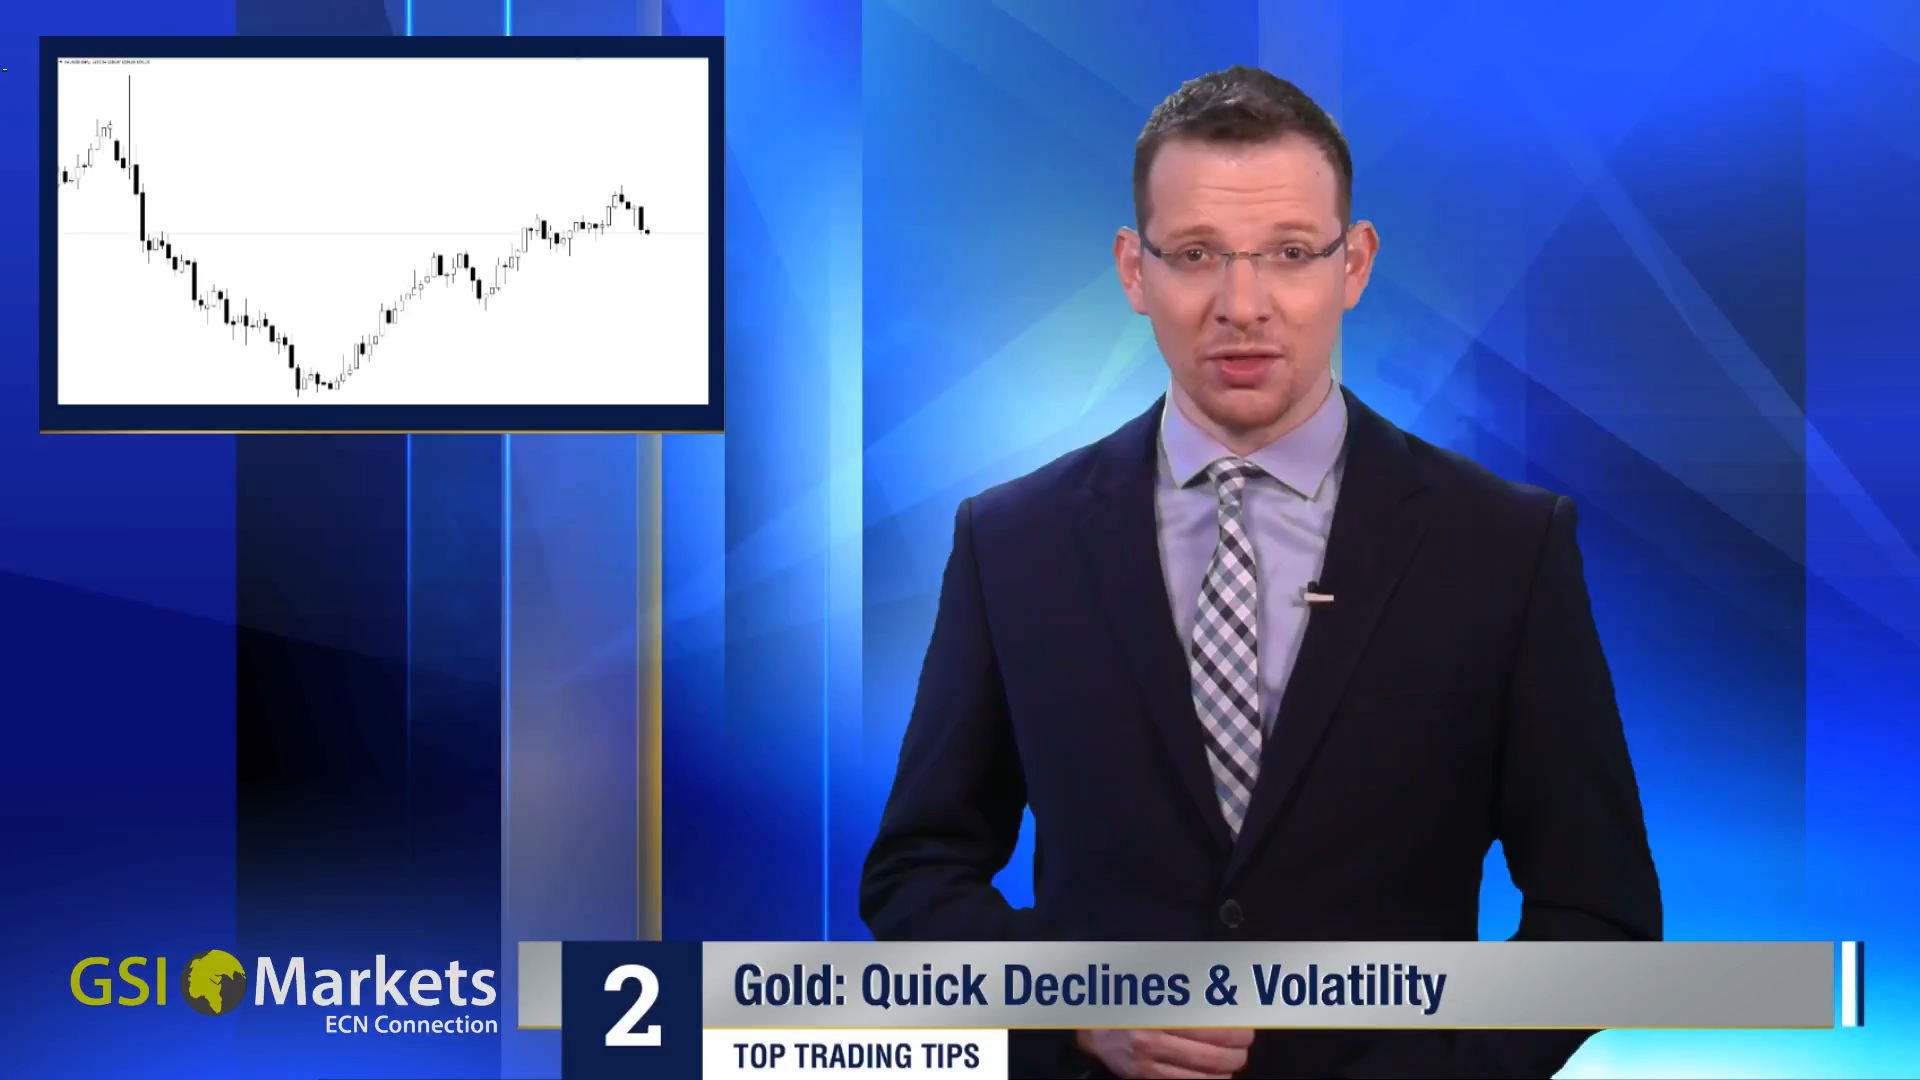 GSI Markets
ECN Connection
2
Gold: Quick Declines & Volatility
TOP TRADING TIPS